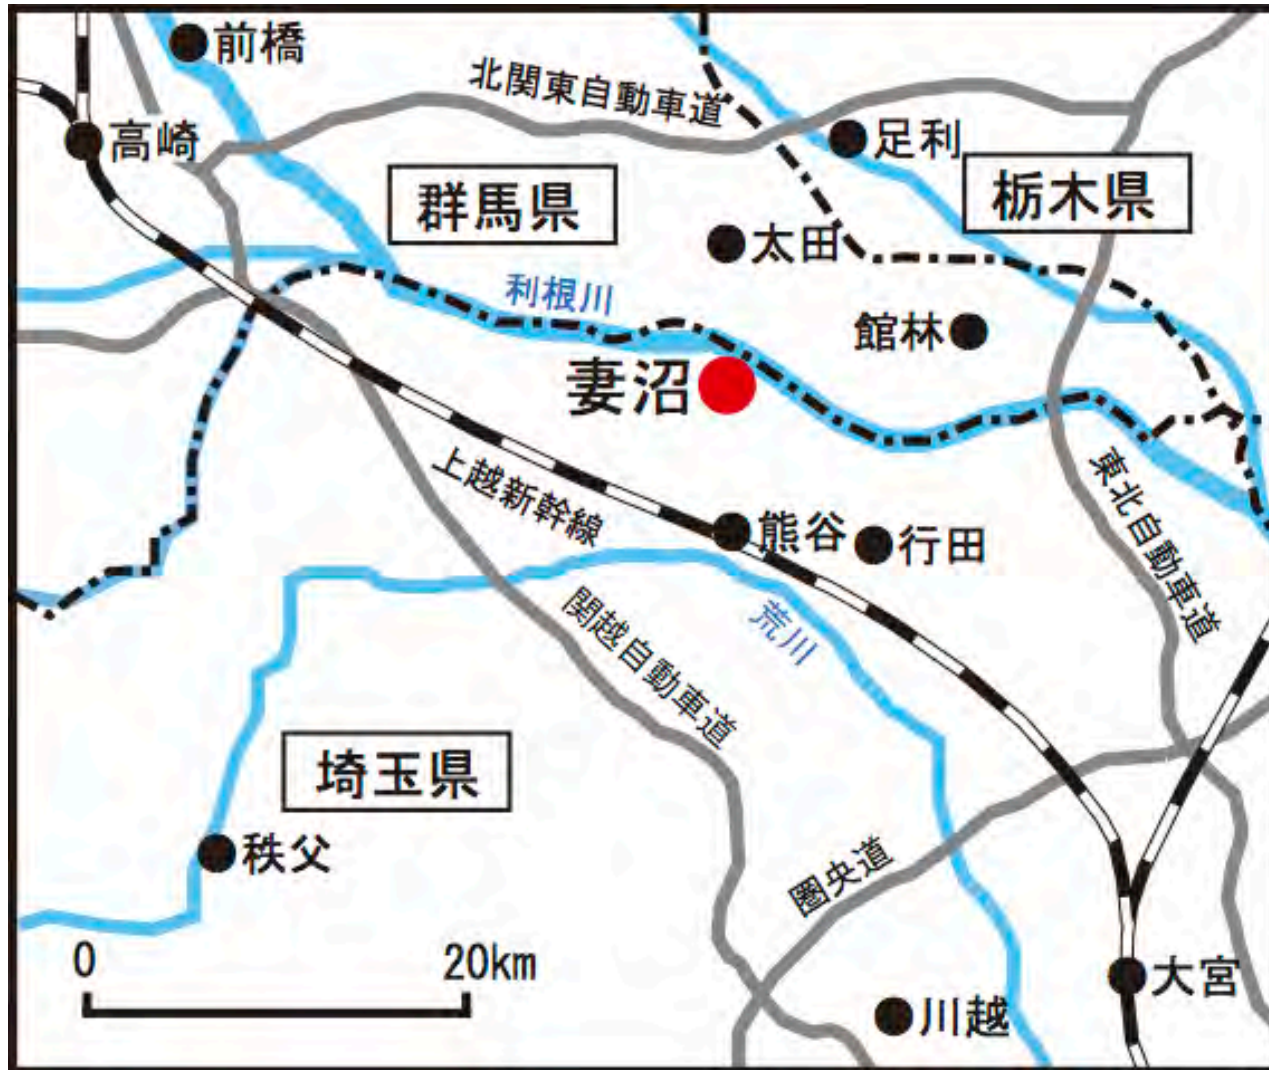 前橋
北関東自動車道
高崎
足利
群馬県
栃木県
太田
利根川
館林
妻沼
上越新幹線
熊谷
行田
東北自動車道
関越自動車道
荒川
埼玉県
秩父
圏央道
0
20km
大宮
川越